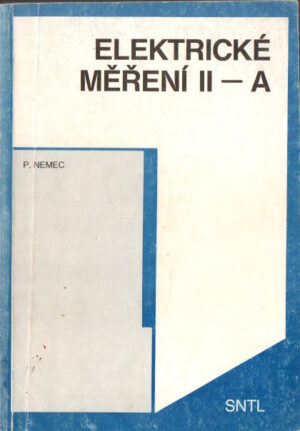 ELEKTRICKÉ
MĚŘENÍ II – A
P. NEMEC
SNTL